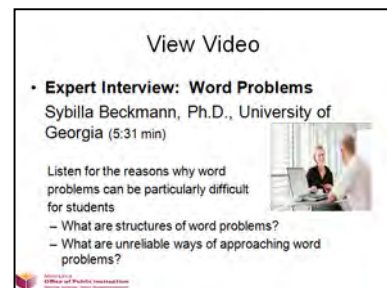 View Video
• Expert Interview: Word Problems
Sybilla Beckmann, Ph.D., University of
Georgia (5:31 min)
Listen for the reasons why word
problems can be particularly difficult
for students
– What are structures of word problems?
– What are unreliable ways of approaching word
problems?
Office of Public Instruction